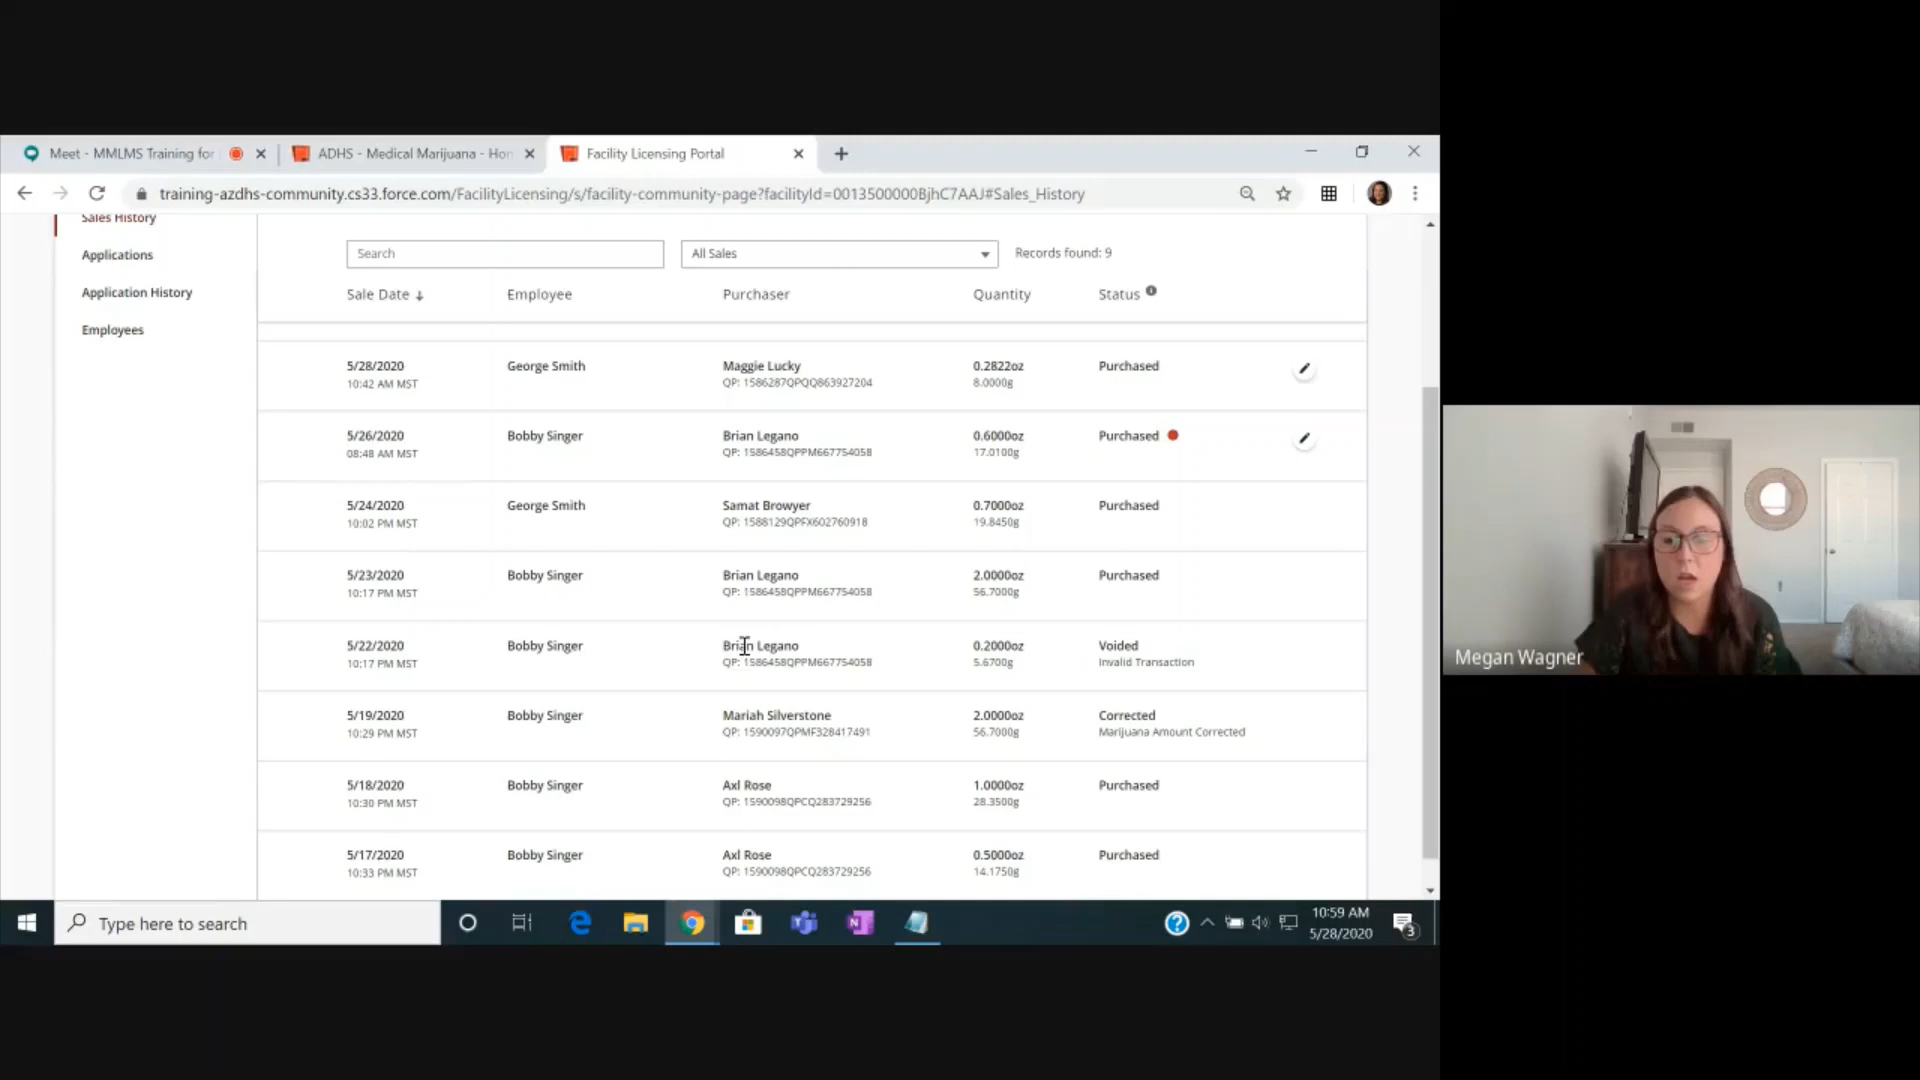 Meet - MMLMS Training for
ADHS - Medical Marijuana - Hon
Facility Licensing Portal
training-azdhs-community.cs33.force.com/FacilityLicensing/s/facility-community-page?facilityId=0013500000BjhC7AAJ#Sales_History
Sales History
Applications
Application History
Employees
Search
All Sales
Records found: 9
Sale Date Employee Purchaser Quantity Status
5/28/2020 George Smith Maggie Lucky 0.2822oz Purchased
10:42 AM MST QP: 1586287QPQQ863927204 8.0000g
5/26/2020 Bobby Singer Brian Legano 0.6000oz Purchased
08:48 AM MST QP: 1586458QPPM667754058 17.0100g
5/24/2020 George Smith Samat Browyer 0.7000oz Purchased
10:02 PM MST QP: 1588129QPFX602760918 19.8450g
5/23/2020 Bobby Singer Brian Legano 2.0000oz Purchased
10:17 PM MST QP: 1586458QPPM667754058 56.7000g
5/22/2020 Bobby Singer Brian Legano 0.2000oz Voided
10:17 PM MST QP: 1586458QPPM667754058 5.6700g Invalid Transaction
5/19/2020 Bobby Singer Mariah Silverstone 2.0000oz Corrected
10:29 PM MST QP: 1590097QPMF328417491 56.7000g Marijuana Amount Corrected
5/18/2020 Bobby Singer Axl Rose 1.0000oz Purchased
10:30 PM MST QP: 1590098QPCQ283729256 28.3500g
5/17/2020 Bobby Singer Axl Rose 0.5000oz Purchased
10:33 PM MST QP: 1590098QPCQ283729256 14.1750g
Megan Wagner
Type here to search
10:59 AM
5/28/2020
3